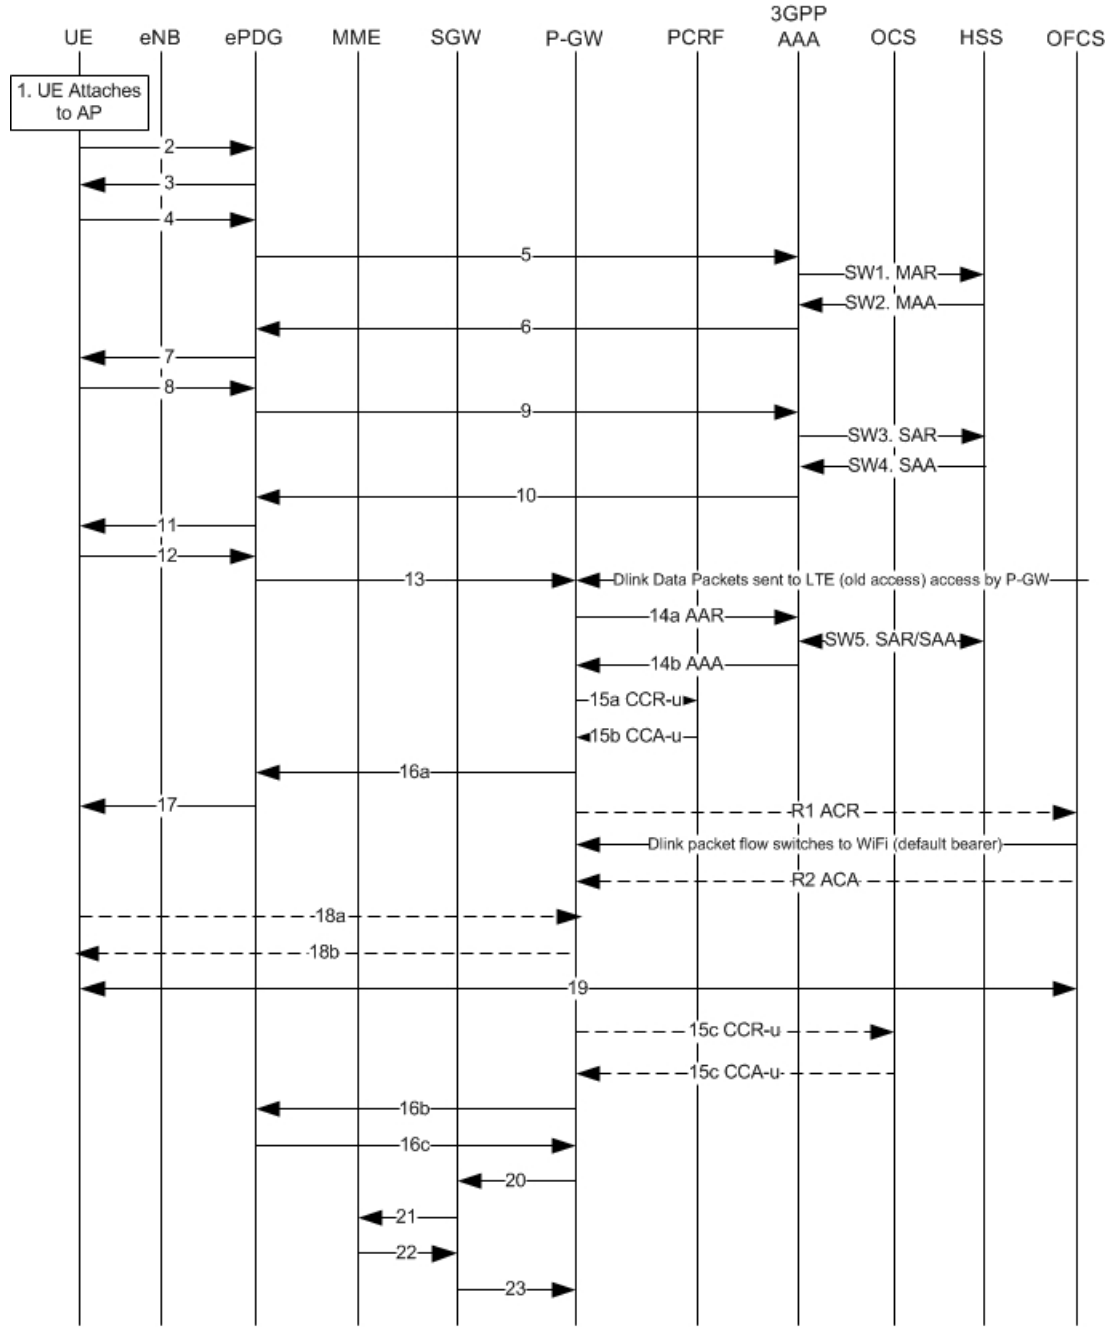 3GPP
UE eNB ePDG MME SGW P-GW PCRF AAA OCS HSS OFCS
1. UE Attaches
to AP
2
3
4
5
SW1. MAR
SW2. MAA
6
7
8
9
SW3. SAR
SW4. SAA
10
11
12
13 Dlink Data Packets sent to LTE (old access) access by P-GW
14a AAR
SW5. SAR/SAA
14b AAA
15a CCR-u
15b CCA-u
16a
17
R1 ACR
Dlink packet flow switches to WiFi (default bearer)
R2 ACA
18a
18b
19
15c CCR-u
15c CCA-u
16b
16c
20
21
22
23